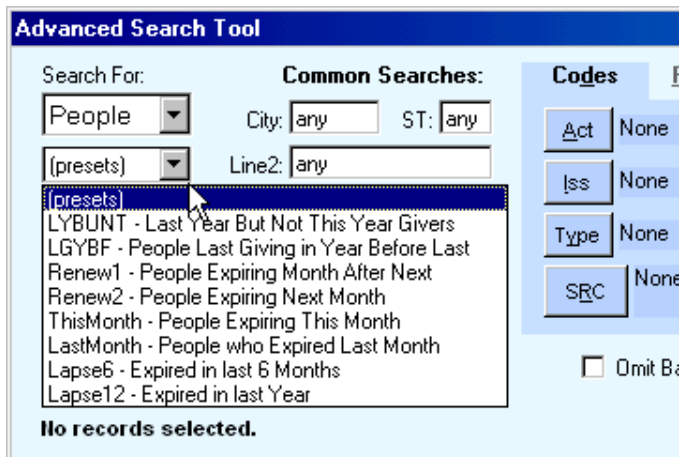 Advanced Search Tool
Search For:
Common Searches:
Codes
People
City: any
ST: any
Act None
(presets)
Line2: any
Iss None
(presets)
LYBUNT - Last Year But Not This Year Givers
LGYBF - People Last Giving in Year Before Last
Type None
Renew1 - People Expiring Month After Next
Renew2 - People Expiring Next Month
SRC None
ThisMonth - People Expiring This Month
LastMonth - People who Expired Last Month
Lapse6 - Expired in last 6 Months
Omit Ba
Lapse12 - Expired in last Year
No records selected.